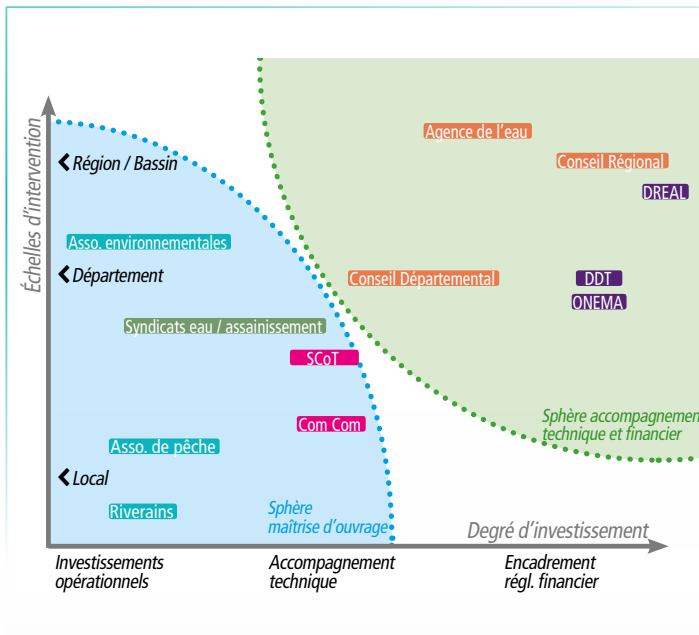 Échelles d'intervention
Agence de l'eau
Région / Bassin
Conseil Régional
DREAL
Asso. environnementales
Département
Conseil Départemental
DDT
ONEMA
Syndicats eau / assainissement
SCoT
Com Com
Sphère accompagnement
technique et financier
Asso. de pêche
Local
Riverains
Sphère
maîtrise d'ouvrage
Degré d'investissement
Investissements
opérationnels
Accompagnement
technique
Encadrement
régl. financier